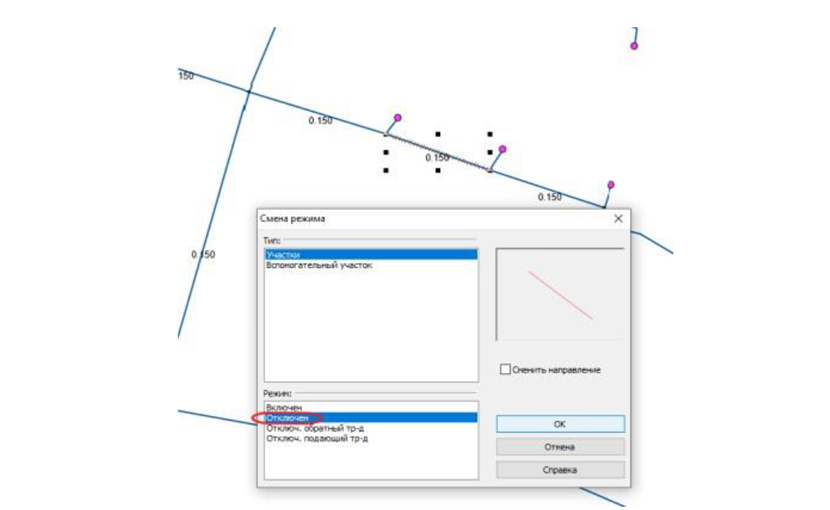 150
0.150
0.150
0.150
0.150
Смена режима
Тип:
Участки
Вспомогательный участок
Сменить направление
Режим:
Включен
Отключен
Отключ. обратный тр-д
Отключ. подающий тр-д
ОК
Отмена
Справка